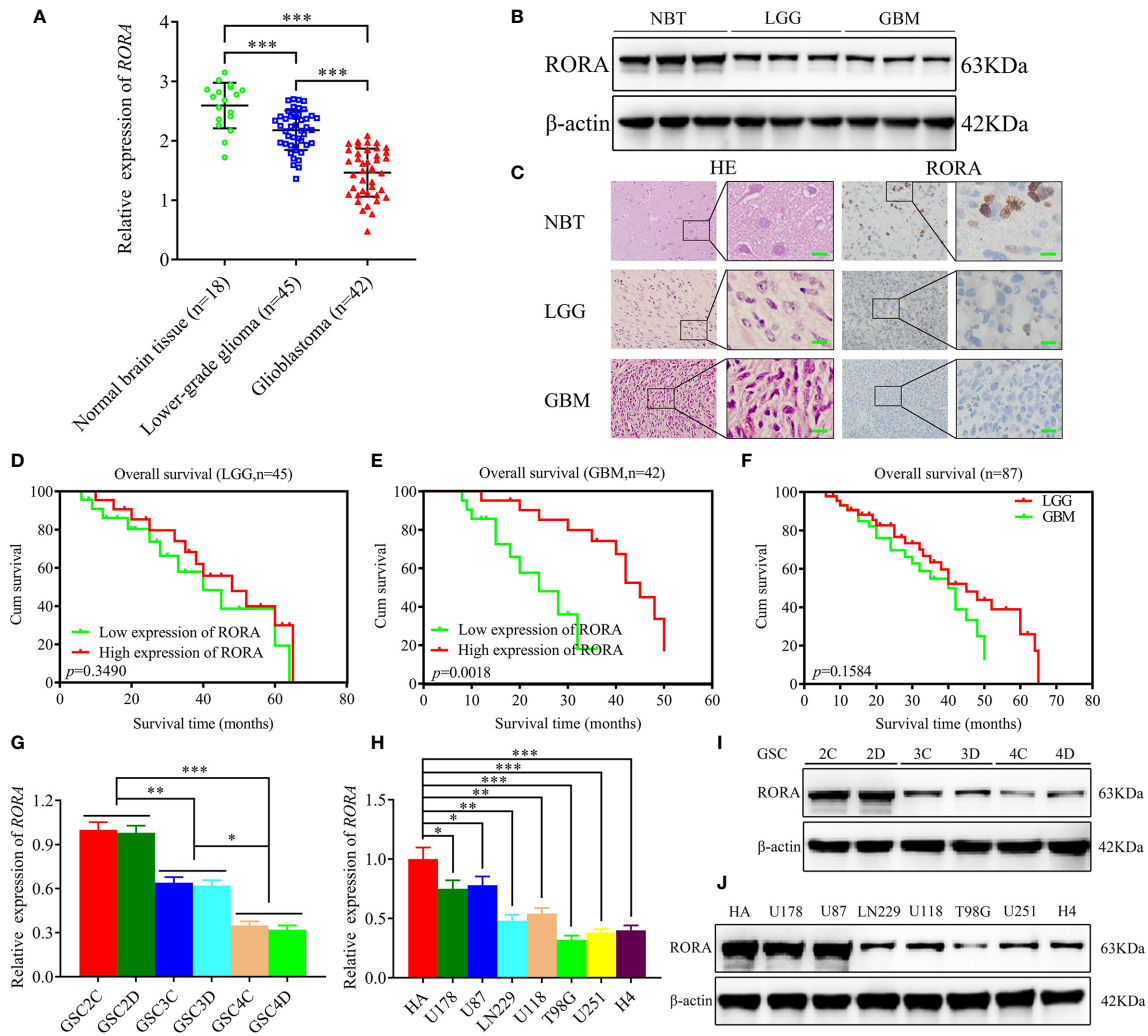 A
Relative expression of RORA
4
3
2
1
0
***
***
***
Normal brain tissue (n=18)
Lower-grade glioma (n=45)
Glioblastoma (n=42)
B
NBT LGG GBM
RORA 63KDa
β-actin 42KDa
C
HE RORA
NBT
LGG
GBM
D
Overall survival (LGG,n=45)
Cum survival
100
80
60
40
20
0
Low expression of RORA
High expression of RORA
p=0.3490
0 20 40 60 80
Survival time (months)
E
Overall survival (GBM,n=42)
Cum survival
100
80
60
40
20
0
Low expression of RORA
High expression of RORA
p=0.0018
0 10 20 30 40 50 60
Survival time (months)
F
Overall survival (n=87)
Cum survival
100
80
60
40
20
0
LGG
GBM
p=0.1584
0 10 20 30 40 50 60 70 80
Survival time (months)
G
Relative expression of RORA
1.2
0.9
0.6
0.3
0.0
***
**
*
GSC2C GSC2D GSC3C GSC3D GSC4C GSC4D
H
Relative expression of RORA
1.5
1.0
0.5
0.0
***
***
***
**
**
*
*
HA U178 U87 LN229 U118 T98G U251 H4
I
GSC 2C 2D 3C 3D 4C 4D
RORA 63KDa
β-actin 42KDa
J
HA U178 U87 LN229 U118 T98G U251 H4
RORA 63KDa
β-actin 42KDa